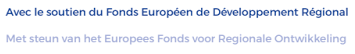 Avec le soutien du Fonds Européen de Développement Régional
Met steun van het Europees Fonds voor Regionale Ontwikkeling